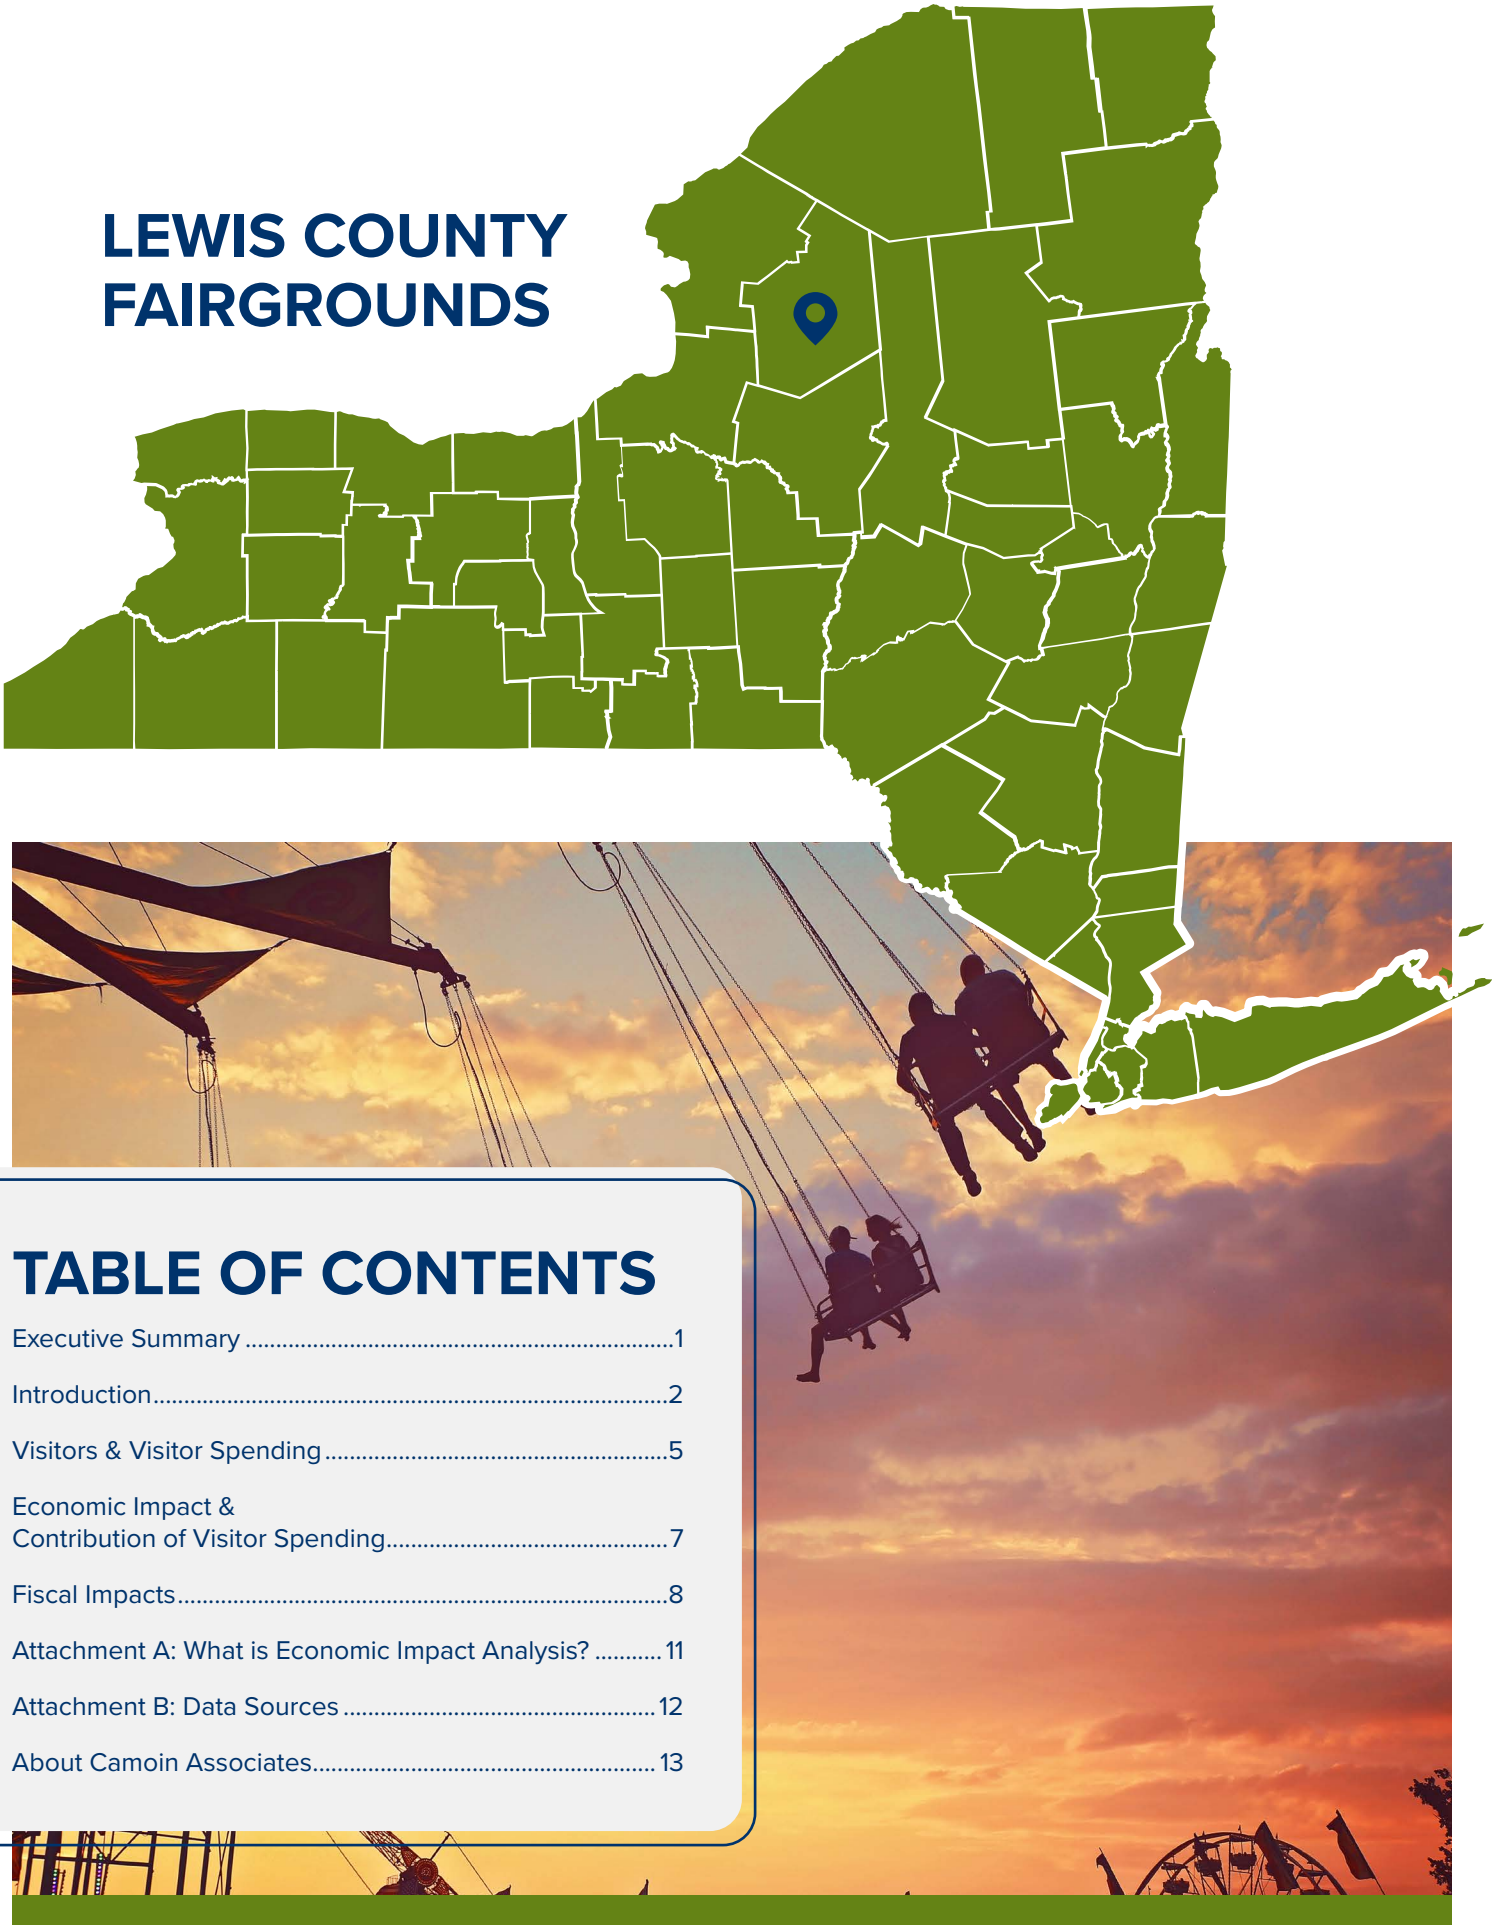 LEWIS COUNTY
FAIRGROUNDS
TABLE OF CONTENTS
Executive Summary ......................................................................1
Introduction.....................................................................................2
Visitors & Visitor Spending ........................................................5
Economic Impact &
Contribution of Visitor Spending..............................................7
Fiscal Impacts................................................................................8
Attachment A: What is Economic Impact Analysis? ...........11
Attachment B: Data Sources ................................................... 12
About Camoin Associates........................................................ 13